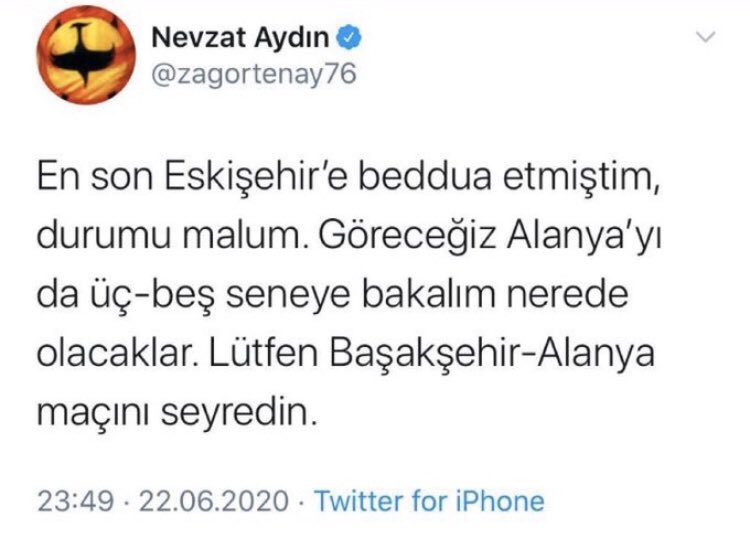 Nevzat Aydın
@zagortenay76
En son Eskişehir’e beddua etmiştim,
durumu malum. Göreceğiz Alanya’yı
da üç-beş seneye bakalım nerede
olacaklar. Lütfen Başakşehir-Alanya
maçını seyredin.
23:49 · 22.06.2020 · Twitter for iPhone